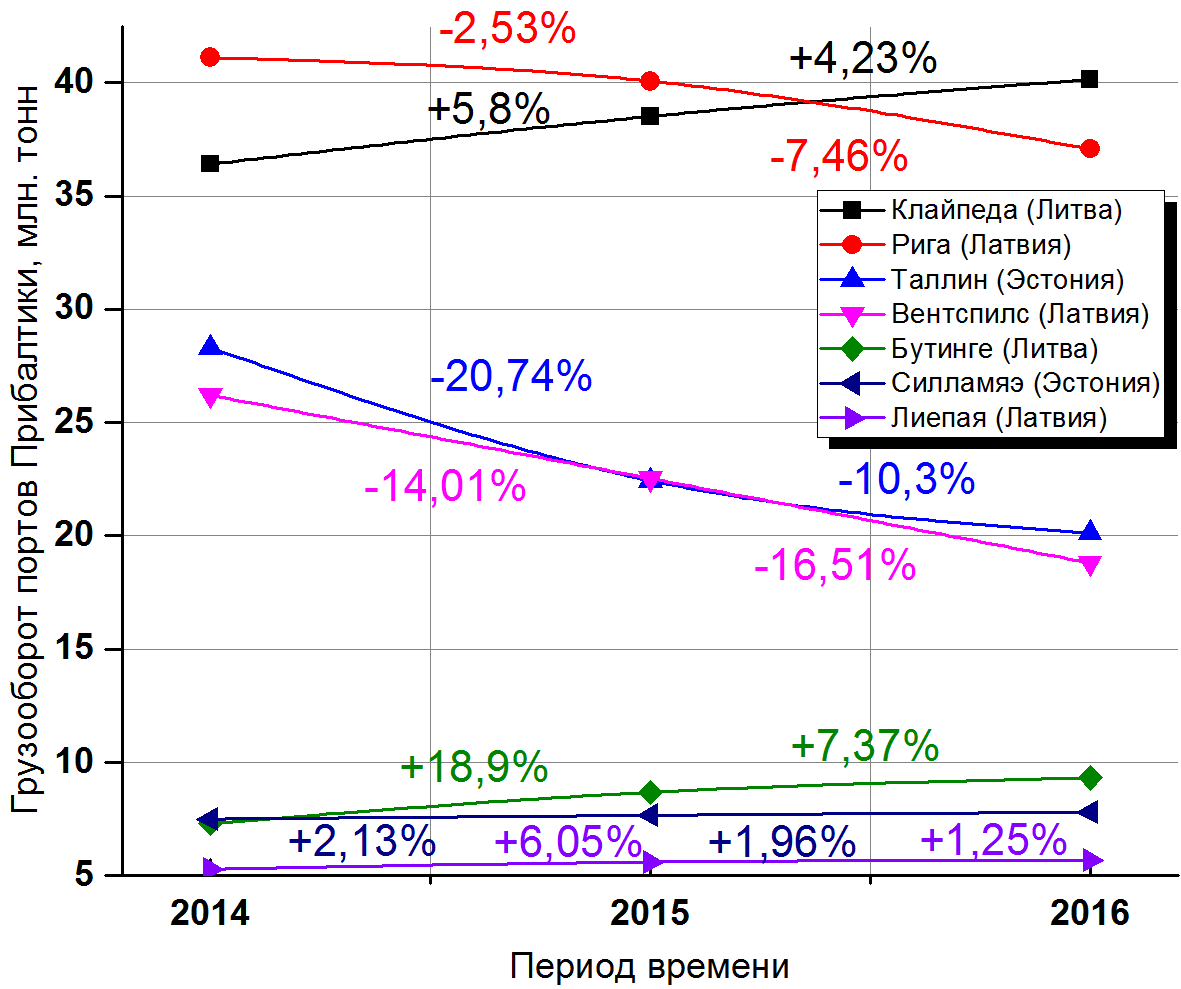 -2,53%
+4,23%
+5,8%
-7,46%
40
35
30
25
20
15
10
5
Грузооборот портов Прибалтики, млн. тонн
Клайпеда (Литва)
Рига (Латвия)
Таллин (Эстония)
Вентспилс (Латвия)
Бутинге (Литва)
Силламяэ (Эстония)
Лиепая (Латвия)
-20,74%
-14,01%
-10,3%
-16,51%
+18,9%
+7,37%
+2,13%
+6,05%
+1,96%
+1,25%
2014
2015
2016
Период времени